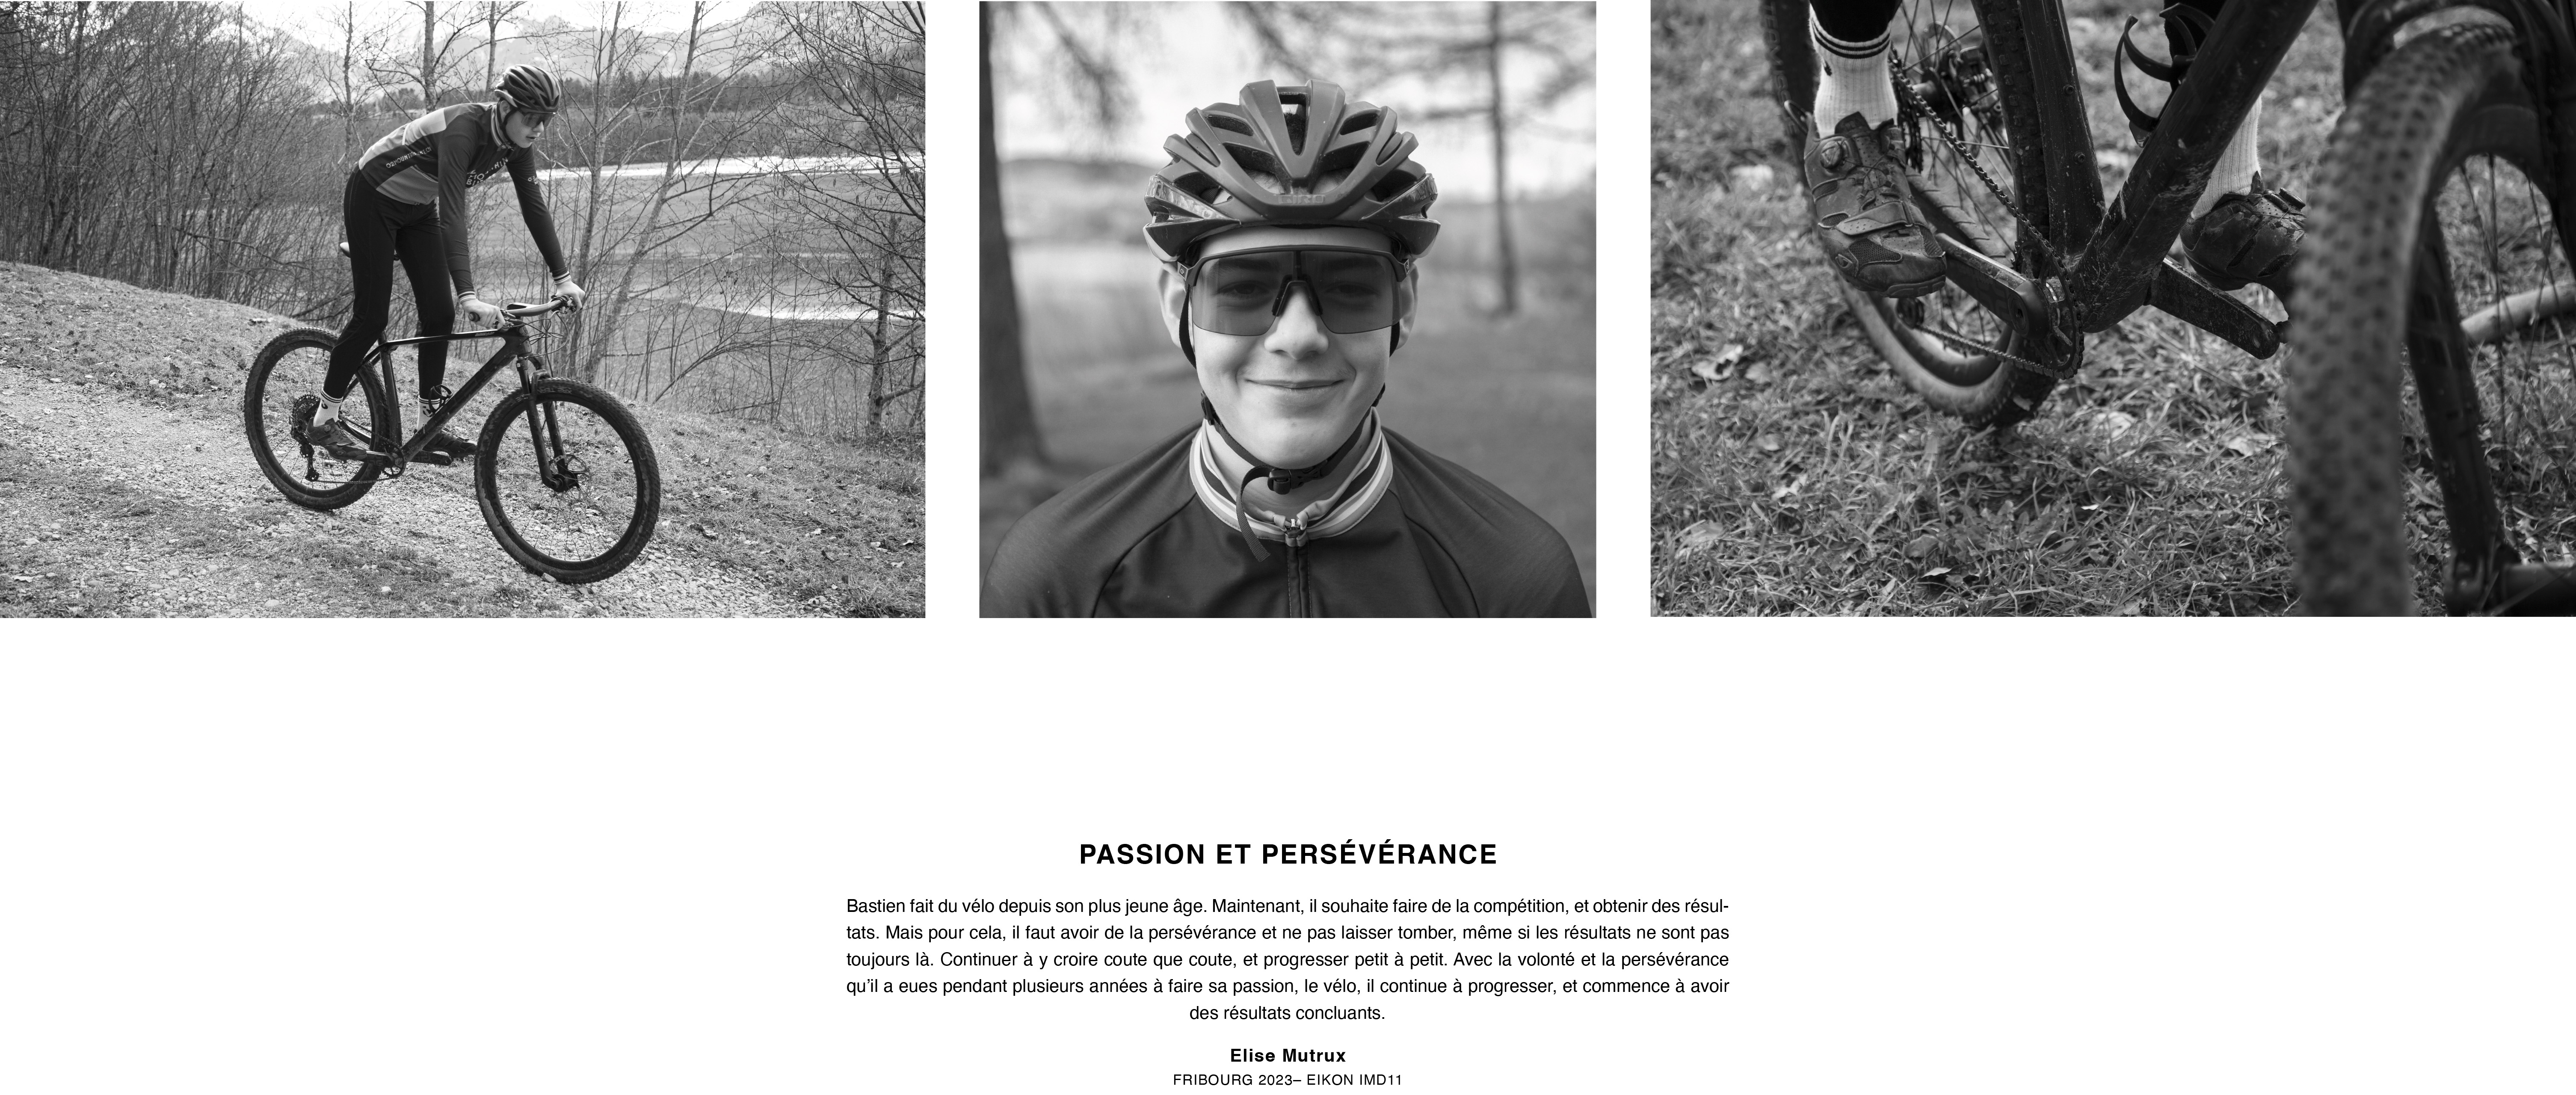 GIRO
PASSION ET PERSÉVÉRANCE
Bastien fait du vélo depuis son plus jeune âge. Maintenant, il souhaite faire de la compétition, et obtenir des résul-
tats. Mais pour cela, il faut avoir de la persévérance et ne pas laisser tomber, même si les résultats ne sont pas
toujours là. Continuer à y croire coute que coute, et progresser petit à petit. Avec la volonté et la persévérance
qu’il a eues pendant plusieurs années à faire sa passion, le vélo, il continue à progresser, et commence à avoir
des résultats concluants.
Elise Mutrux
FRIBOURG 2023– EIKON IMD11